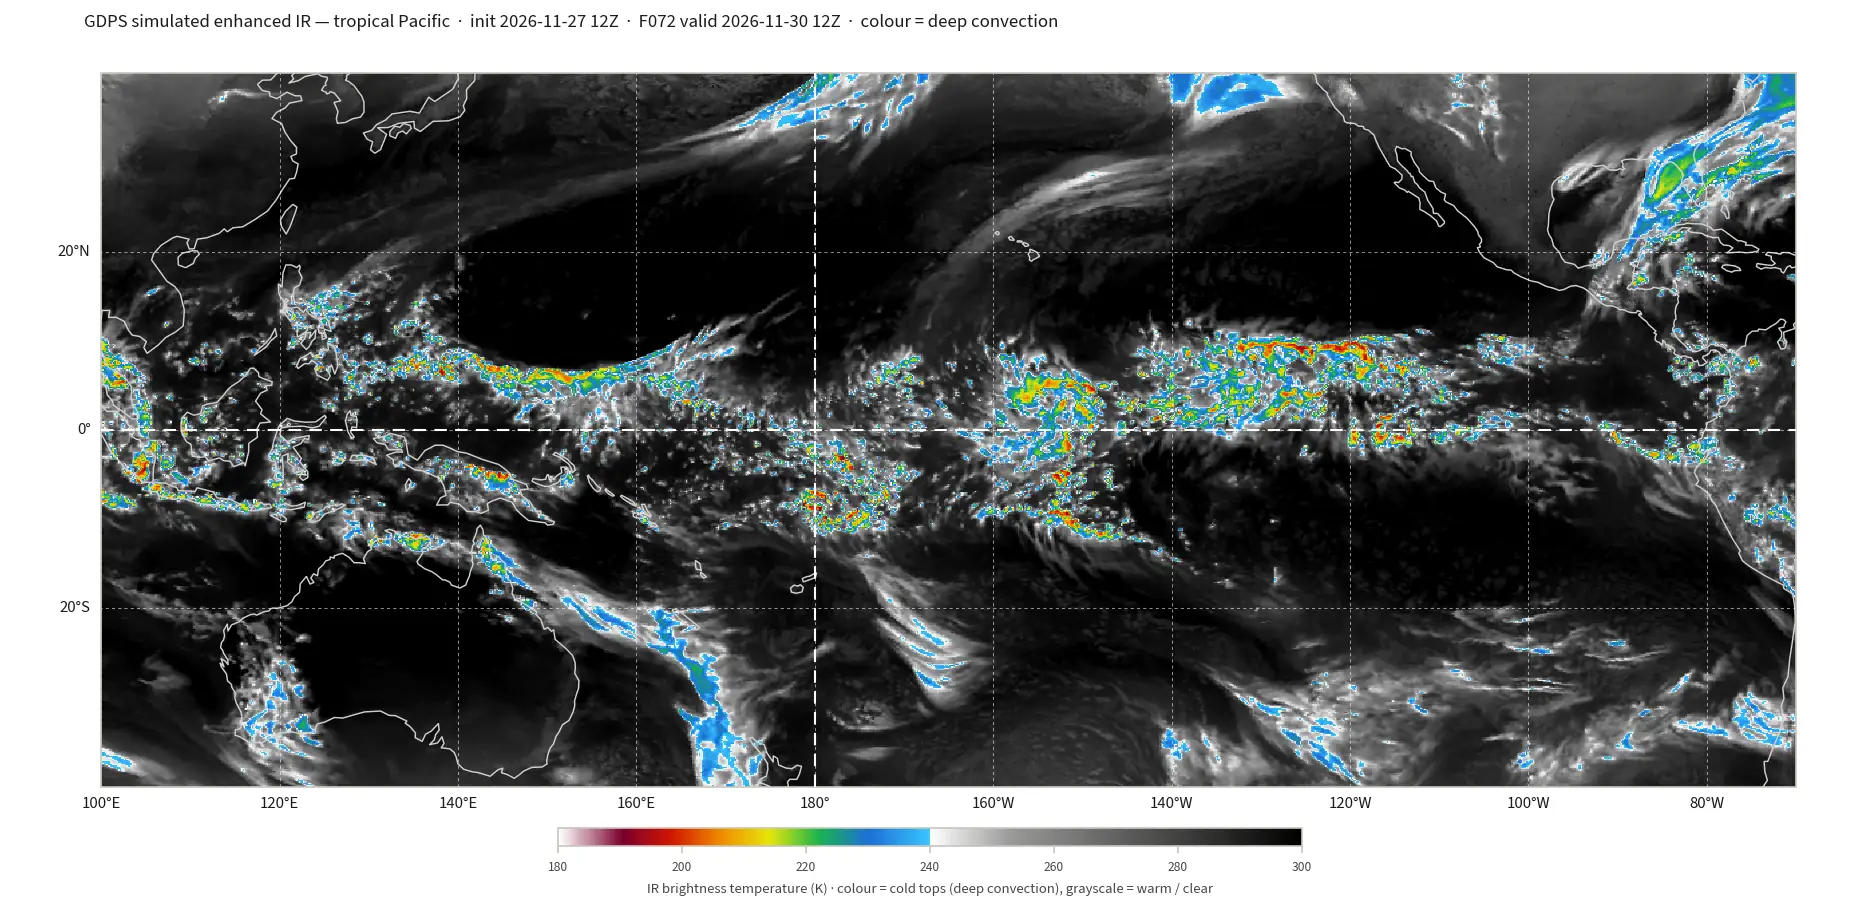 GDPS simulated enhanced IR — tropical Pacific · init 2026-11-27 12Z · F072 valid 2026-11-30 12Z · colour = deep convection
20°N
0°
20°S
100°E 120°E 140°E 160°E 180° 160°W 140°W 120°W 100°W 80°W
180 200 220 240 260 280 300
IR brightness temperature (K) · colour = cold tops (deep convection), grayscale = warm / clear